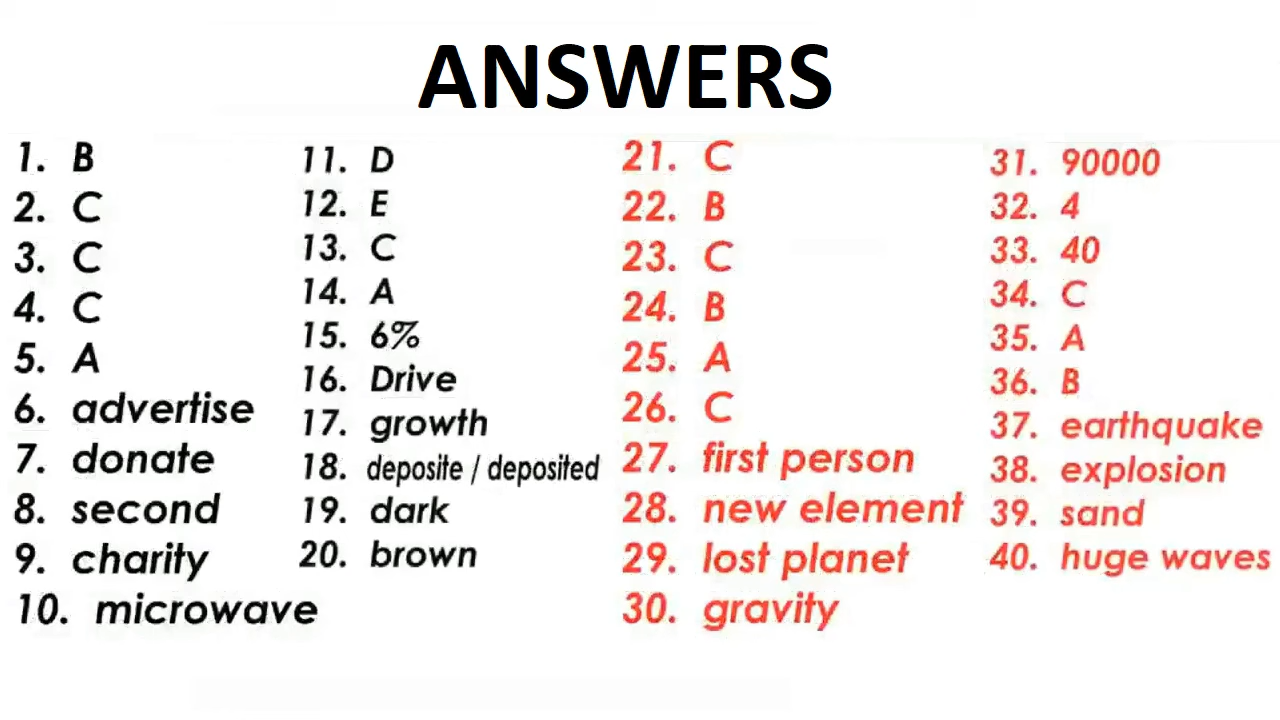 ANSWERS
1. B
2. C
3. C
4. C
5. A
6. advertise
7. donate
8. second
9. charity
10. microwave
11. D
12. E
13. C
14. A
15. 6%
16. Drive
17. growth
18. deposite / deposited
19. dark
20. brown
21. C
22. B
23. C
24. B
25. A
26. C
27. first person
28. new element
29. lost planet
30. gravity
31. 90000
32. 4
33. 40
34. C
35. A
36. B
37. earthquake
38. explosion
39. sand
40. huge waves